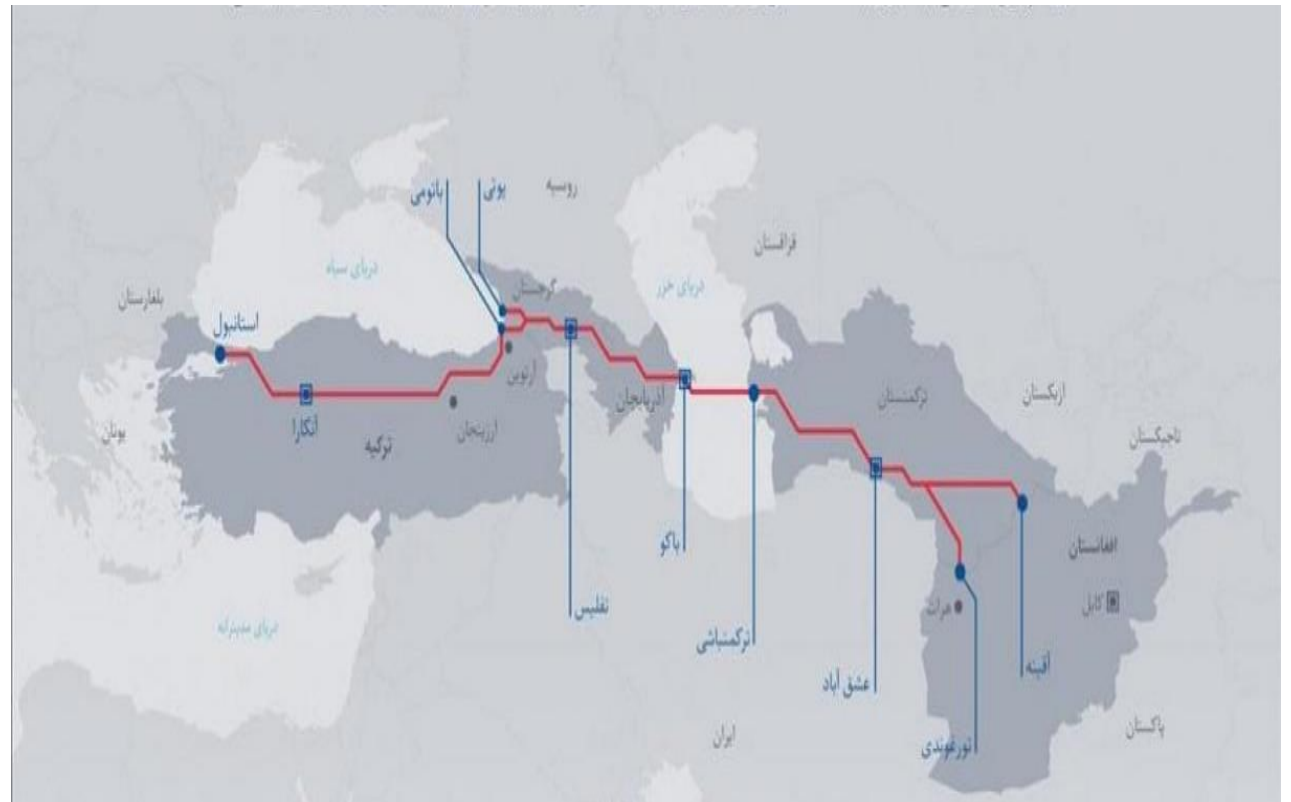 روسیه
پوتی
باتومی
قزاقستان
دریای سیاه
دریای خزر
گرجستان
بلغارستان
استانبول
آرتوین
آذربایجان
ترکمنستان
ازبکستان
تاجیکستان
آنکارا
ارزینجان
ترکیه
یونان
باکو
افغانستان
کابل
هرات
تفلیس
دریای مدیترانه
ترکمنباشی
آقینه
عشق آباد
ایران
تورغوندی
پاکستان